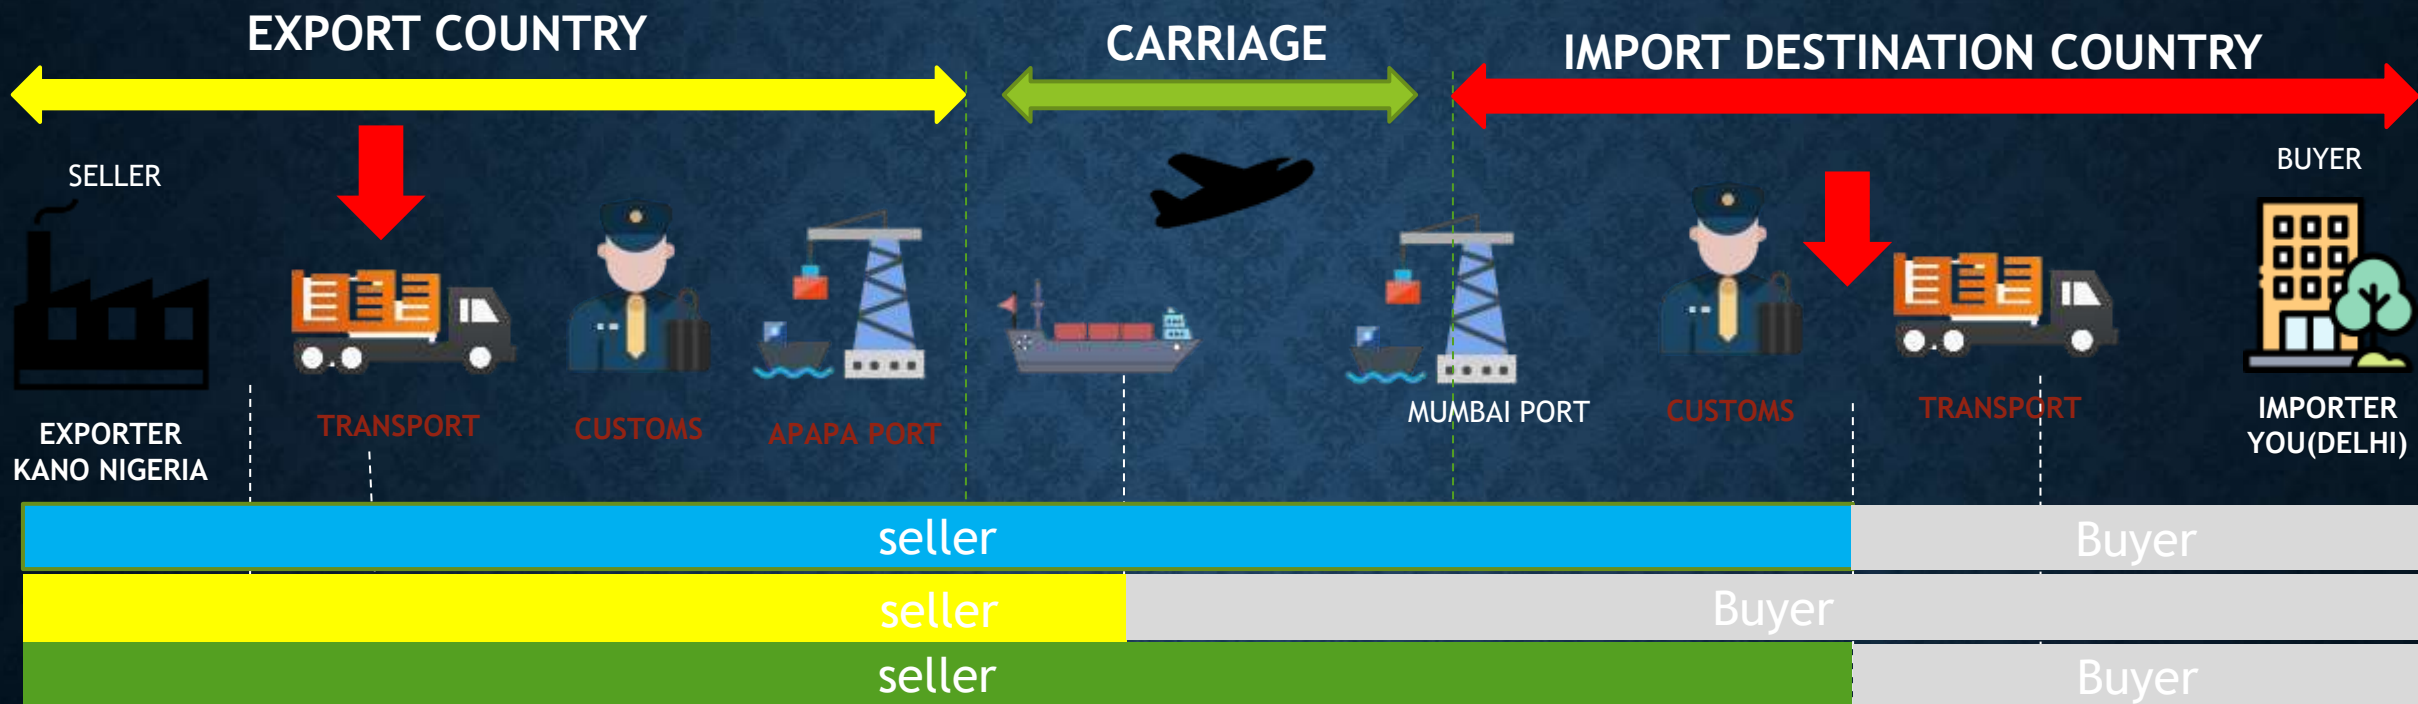 EXPORT COUNTRY
CARRIAGE
IMPORT DESTINATION COUNTRY
SELLER
BUYER
EXPORTER
KANO NIGERIA
TRANSPORT
CUSTOMS
APAPA PORT
MUMBAI PORT
CUSTOMS
TRANSPORT
IMPORTER
YOU(DELHI)
seller
Buyer
seller
Buyer
seller
Buyer